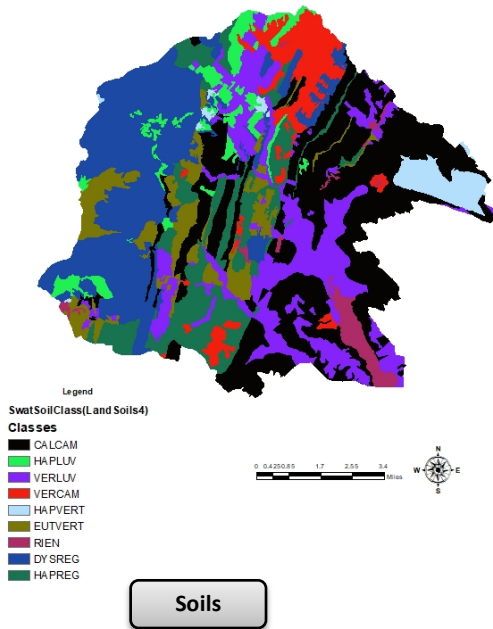 Legend
SwatSoilClass(Land Soils4)
Classes
CALCAM
HAPLUV
VERLUV
VERCAM
HAPVERT
EUTVERT
RIEN
DYSREG
HAPREG
0 0.425 0.85 1.7 2.55 3.4
Miles
N
W E
S
Soils